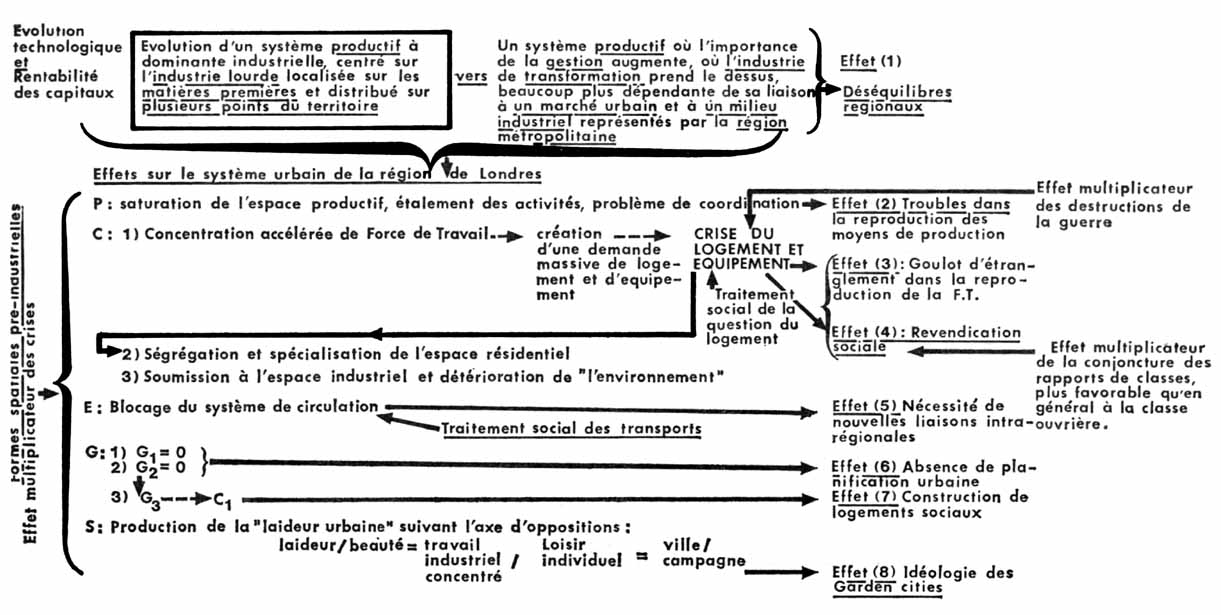 Evolution
technologique
et
Rentabilité
des capitaux
Evolution d'un système productif à
dominante industrielle, centré sur
l'industrie lourde localisée sur les
matières premières et distribué sur
plusieurs points du territoire
vers
Un système productif où l'importance
de la gestion augmente, où l'industrie
de transformation prend le dessus,
beaucoup plus dépendante de sa liaison
à un marché urbain et à un milieu
industriel représentés par la région
métropolitaine
Effet (1)
Déséquilibres
régionaux
Effets sur le système urbain de la région de Londres
Formes spatiales pré-industrielles
Effet multiplicateur des crises
P: saturation de l'espace productif, étalement des activités, problème de coordination
Effet (2) Troubles dans
la reproduction des
moyens de production
Effet multiplicateur
des destructions de
la guerre
C: 1) Concentration accélérée de Force de Travail
création
d'une demande
massive de loge-
ment et d'equipe-
ment
CRISE DU
LOGEMENT ET
EQUIPEMENT
Traitement
social de la
question du
logement
Effet (3): Goulot d'étran-
glement dans la repro-
duction de la F.T.
Effet (4): Revendication
sociale
Effet multiplicateur
de la conjoncture des
rapports de classes,
plus favorable qu'en
général à la classe
ouvrière.
2) Ségrégation et spécialisation de l'espace résidentiel
3) Soumission à l'espace industriel et détérioration de "l'environnement"
E: Blocage du système de circulation
Traitement social des transports
Effet (5) Nécessité de
nouvelles liaisons intra-
régionales
G: 1) G1 = 0
2) G2 = 0
Effet (6) Absence de pla-
nification urbaine
3) G3 C1
Effet (7) Construction de
logements sociaux
S: Production de la "laideur urbaine" suivant l'axe d'oppositions:
laideur/beauté = travail / Loisir = ville/
industriel individuel campagne
concentré
Effet (8) Idéologie des
Garden cities